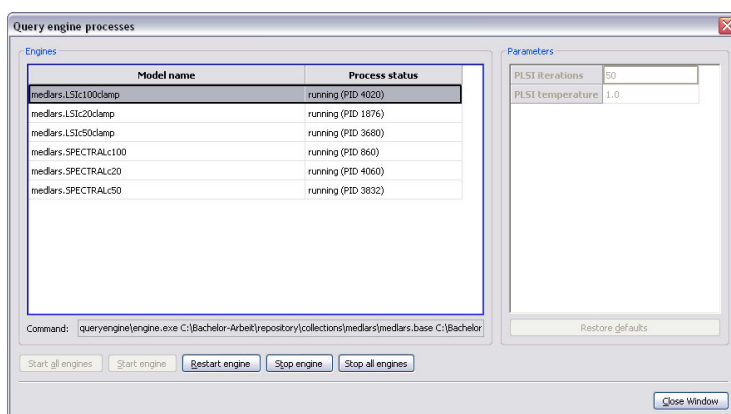 Query engine processes
Engines
Model name Process status
medlars.LSIc100clamp running (PID 4020)
medlars.LSIc20clamp running (PID 1876)
medlars.LSIc50clamp running (PID 3680)
medlars.SPECTRALc100 running (PID 860)
medlars.SPECTRALc20 running (PID 4060)
medlars.SPECTRALc50 running (PID 3832)
Command: queryengine\engine.exe C:\Bachelor-Arbeit\repository\collections\medlars\medlars.base C:\Bachelor
Parameters
PLSI iterations 50
PLSI temperature 1.0
Restore defaults
Start all engines Start engine Restart engine Stop engine Stop all engines
Close Window